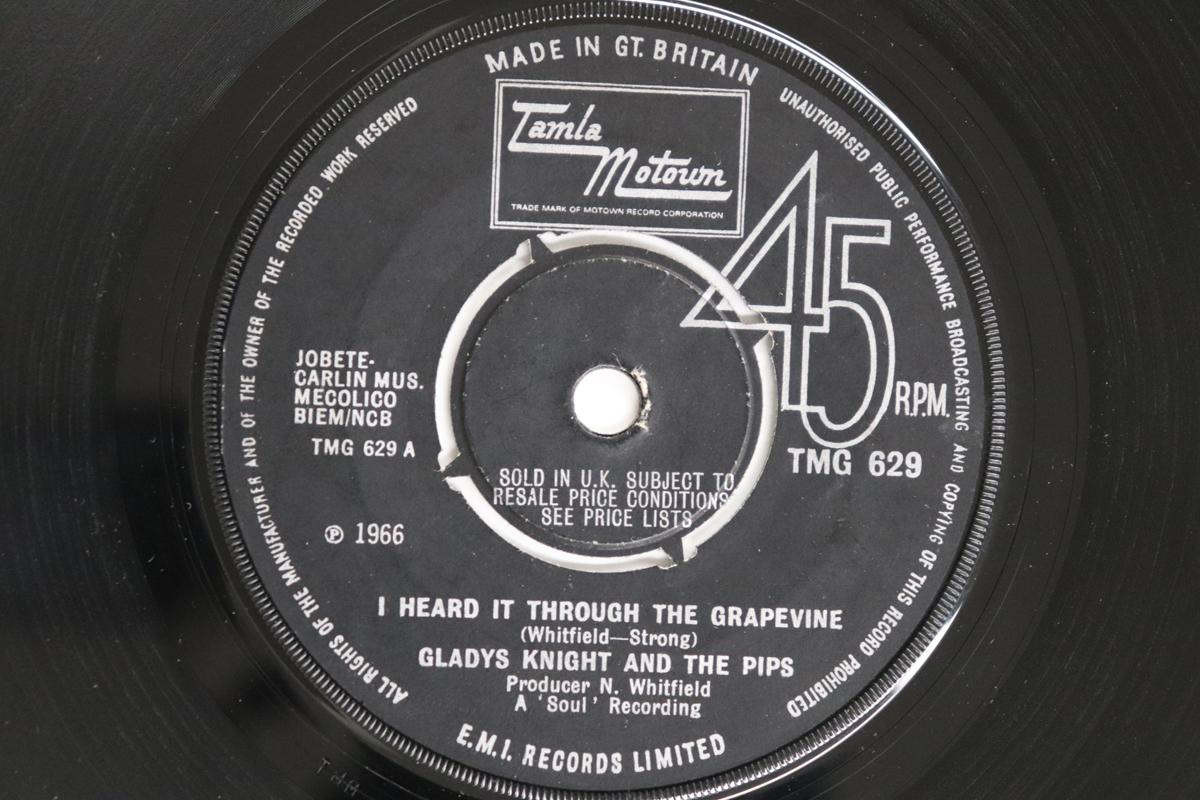 MADE IN GT. BRITAIN
Tamla
Motown
TRADE MARK OF MOTOWN RECORD CORPORATION
45
R.P.M.
TMG 629
JOBETE-
CARLIN MUS.
MECOLICO
BIEM/NCB
TMG 629 A
SOLD IN U.K. SUBJECT TO
RESALE PRICE CONDITIONS
SEE PRICE LISTS
℗ 1966
I HEARD IT THROUGH THE GRAPEVINE
(Whitfield—Strong)
GLADYS KNIGHT AND THE PIPS
Producer N. Whitfield
A 'Soul' Recording
E.M.I. RECORDS LIMITED
ALL RIGHTS OF THE MANUFACTURER AND OF THE OWNER OF THE RECORDED WORK RESERVED
UNAUTHORISED PUBLIC PERFORMANCE BROADCASTING AND COPYING OF THIS RECORD PROHIBITED